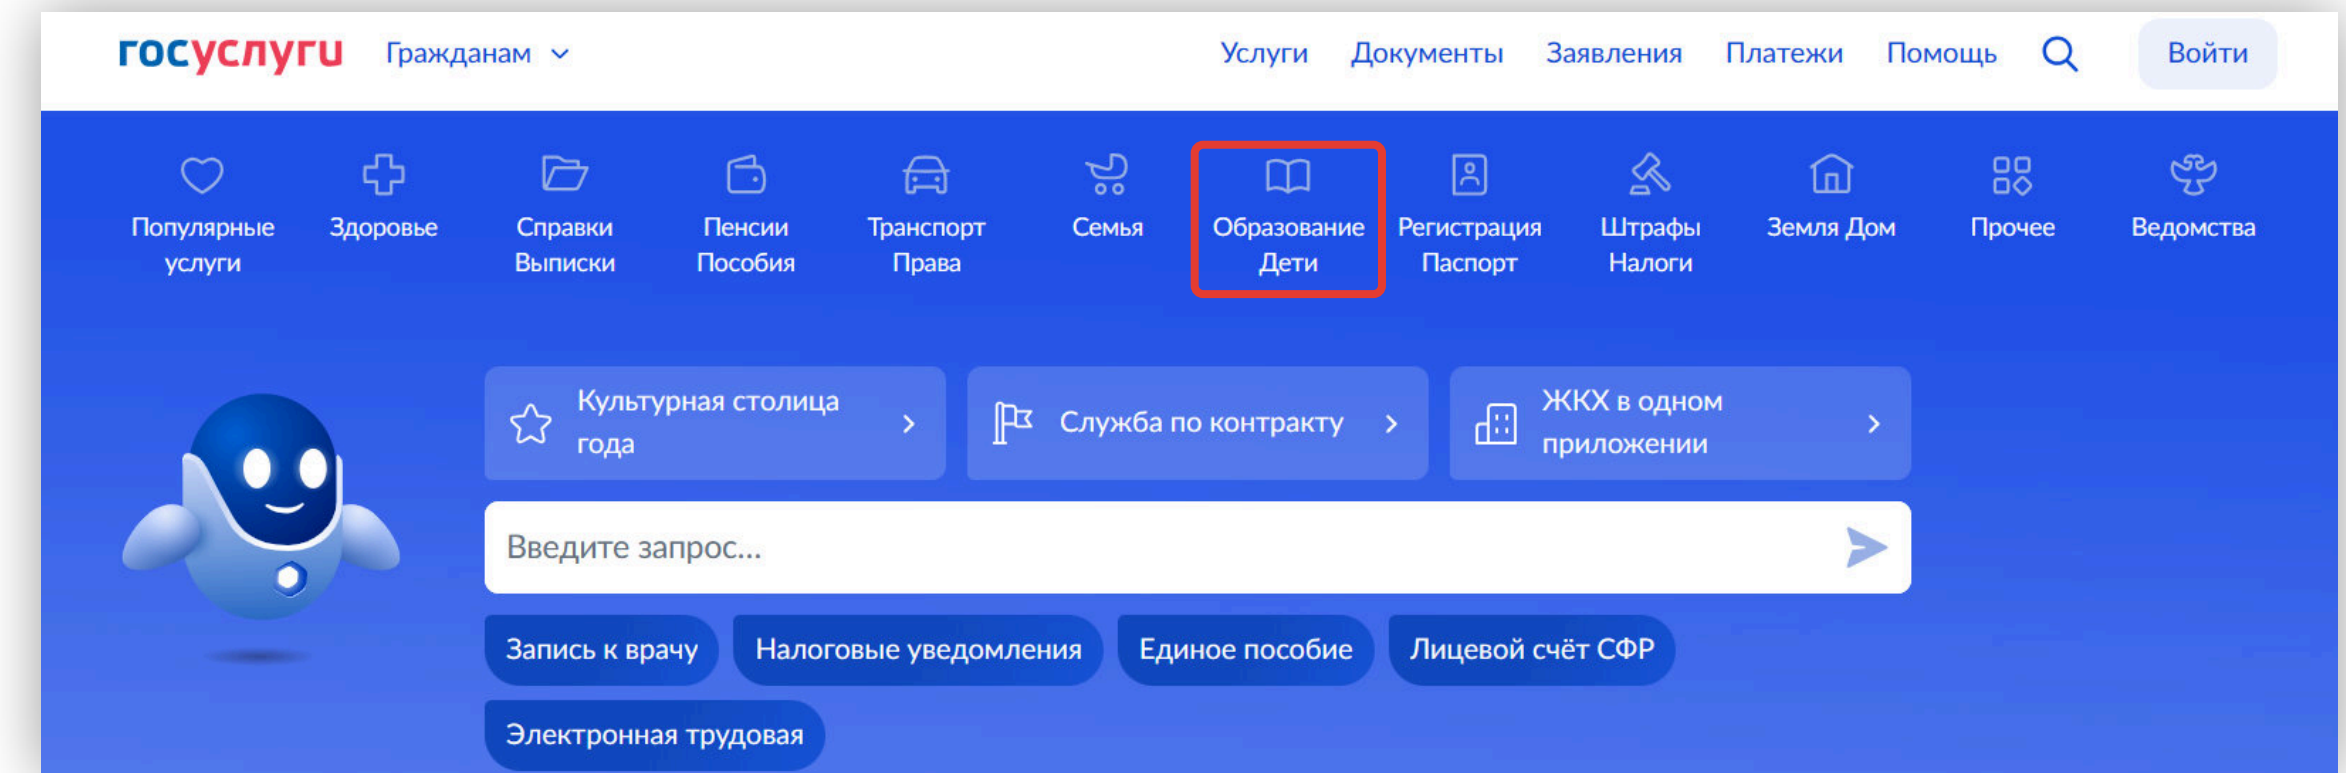 госуслуги Гражданам Услуги Документы Заявления Платежи Помощь Войти
Популярные услуги
Здоровье
Справки Выписки
Пенсии Пособия
Транспорт Права
Семья
Образование Дети
Регистрация Паспорт
Штрафы Налоги
Земля Дом
Прочее
Ведомства
Культурная столица
года
Служба по контракту
ЖКХ в одном
приложении
Введите запрос...
Запись к врачу
Налоговые уведомления
Единое пособие
Лицевой счёт СФР
Электронная трудовая